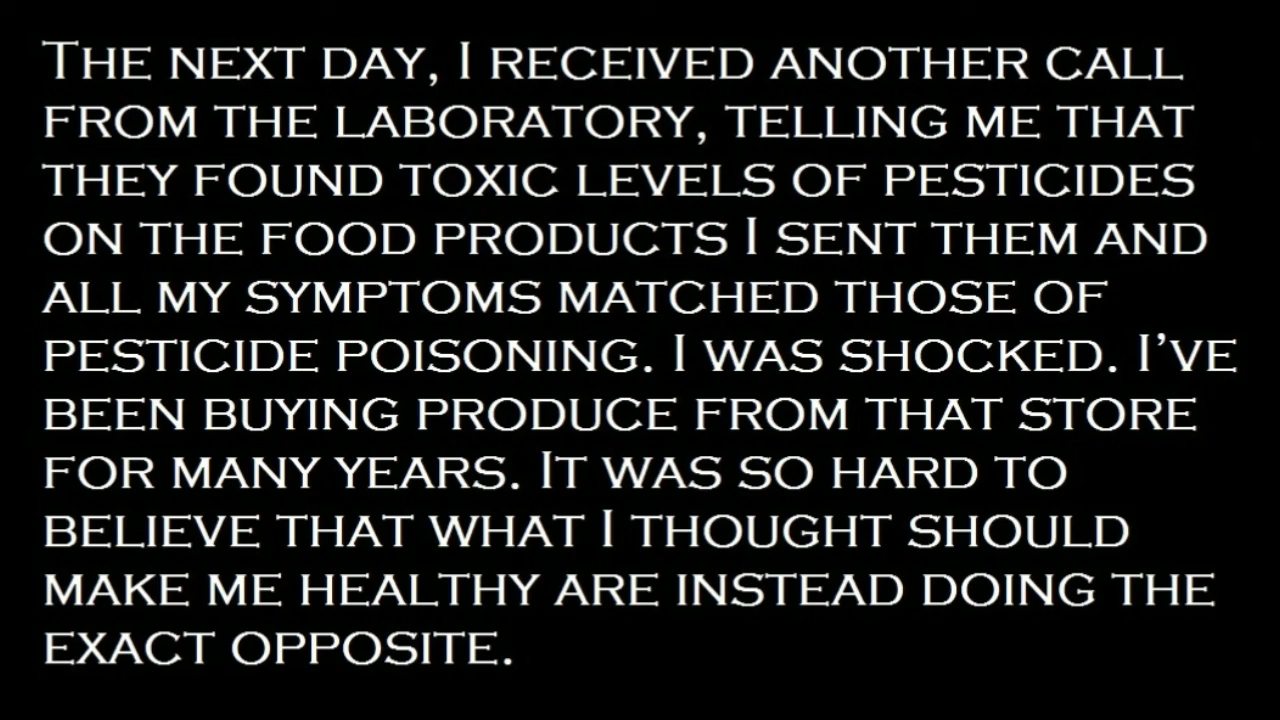 The next day, I received another call
from the laboratory, telling me that
they found toxic levels of pesticides
on the food products I sent them and
all my symptoms matched those of
pesticide poisoning. I was shocked. I’ve
been buying produce from that store
for many years. It was so hard to
believe that what I thought should
make me healthy are instead doing the
exact opposite.